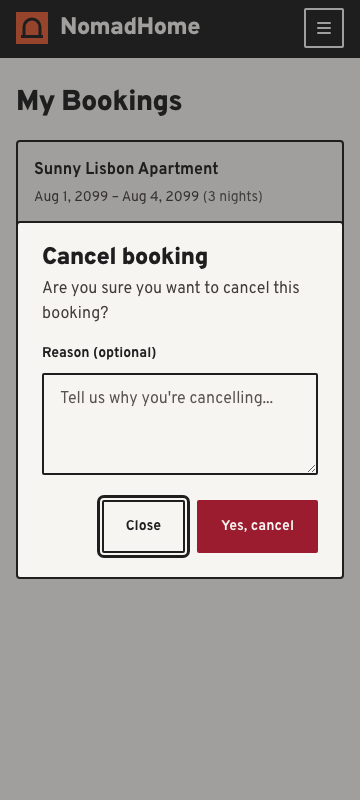 NomadHome
My Bookings
Sunny Lisbon Apartment
Aug 1, 2099 – Aug 4, 2099 (3 nights)
Cancel booking
Are you sure you want to cancel this
booking?
Reason (optional)
Tell us why you're cancelling...
Close
Yes, cancel